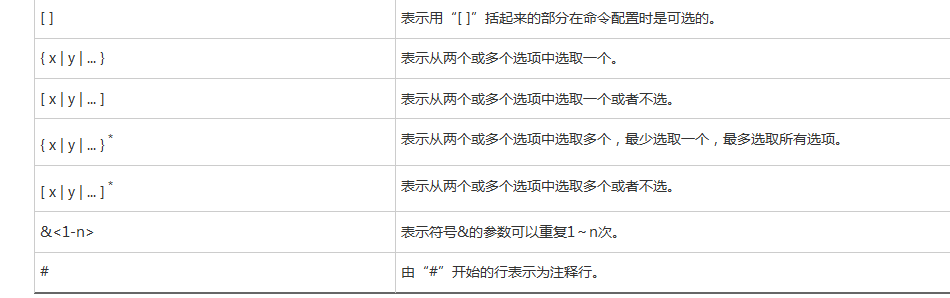 [ ] 表示用“[ ]”括起来的部分在命令配置时是可选的。
{ x | y | ... } 表示从两个或多个选项中选取一个。
[ x | y | ... ] 表示从两个或多个选项中选取一个或者不选。
{ x | y | ... }* 表示从两个或多个选项中选取多个，最少选取一个，最多选取所有选项。
[ x | y | ... ]* 表示从两个或多个选项中选取多个或者不选。
&<1-n> 表示符号&的参数可以重复1～n次。
# 由“#”开始的行表示为注释行。